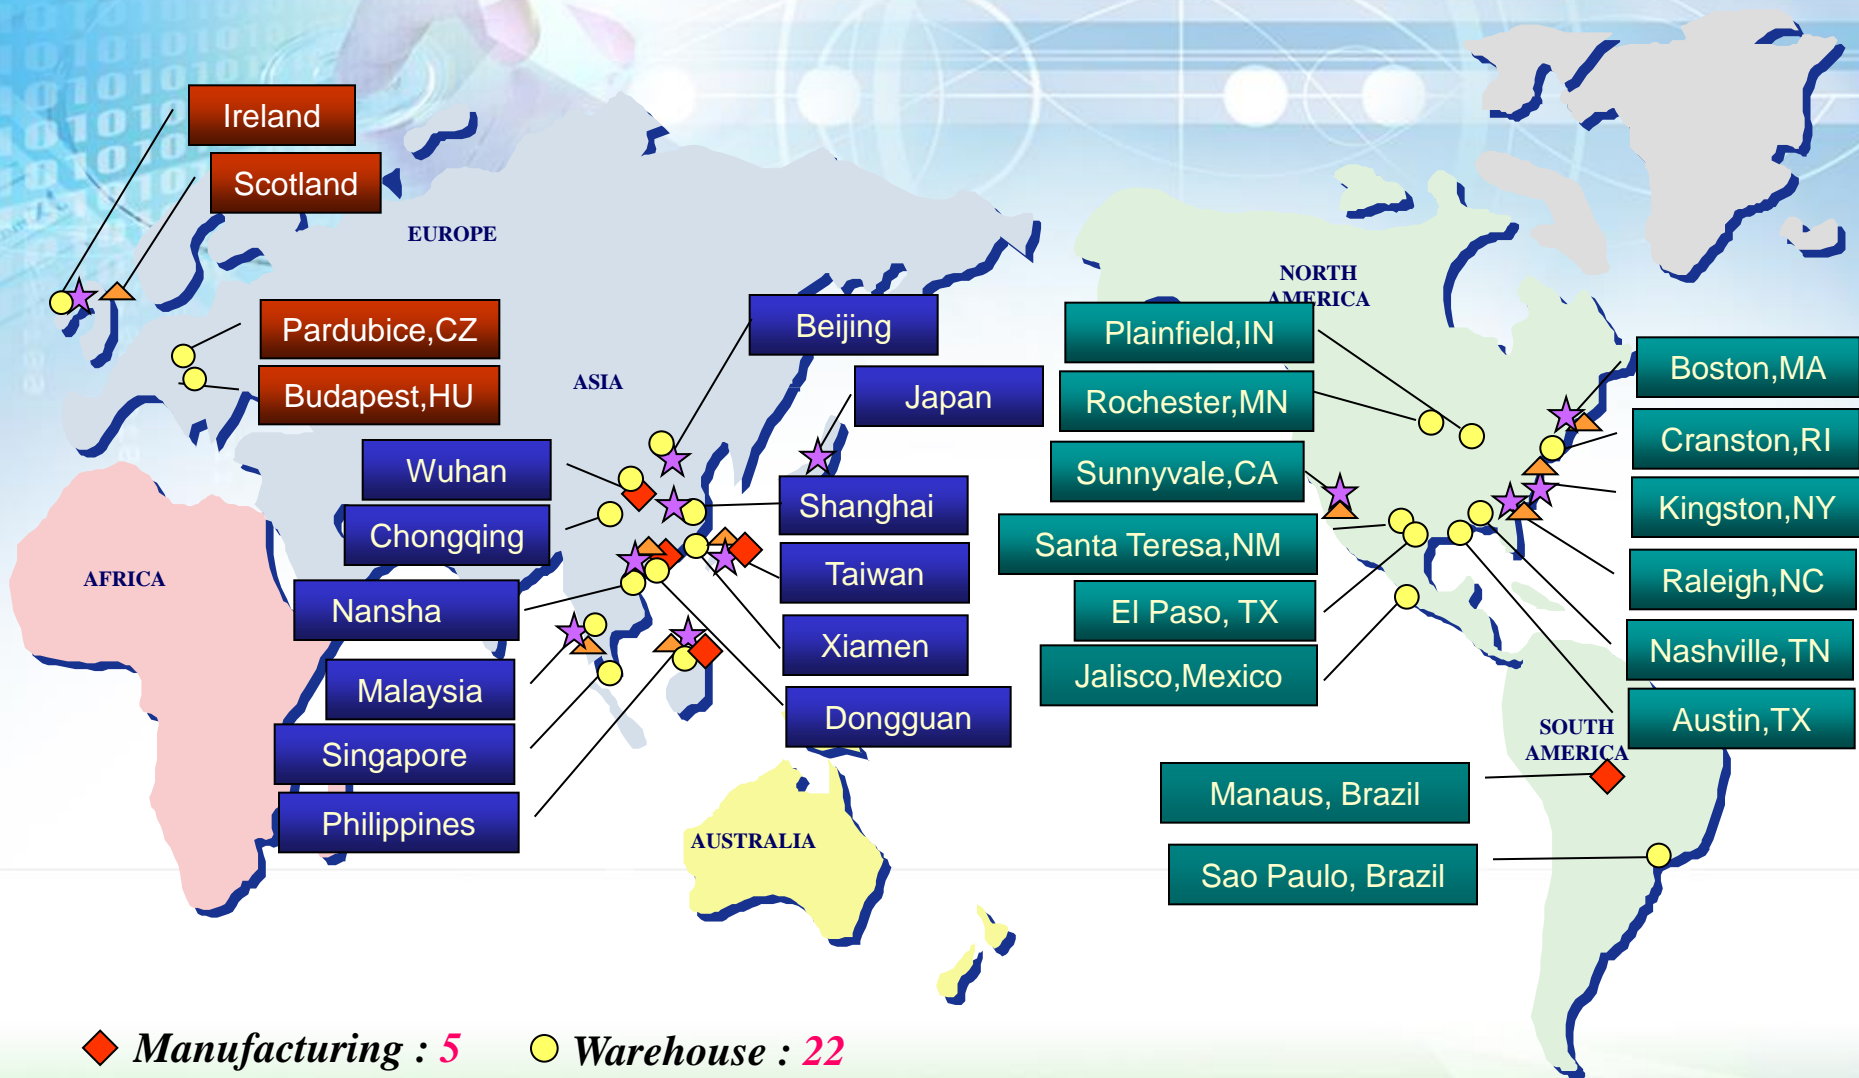 Ireland
Scotland
EUROPE
Pardubice,CZ
Budapest,HU
ASIA
Beijing
Japan
Wuhan
Chongqing
Nansha
Malaysia
Singapore
Philippines
Shanghai
Taiwan
Xiamen
Dongguan
AFRICA
AUSTRALIA
NORTH
AMERICA
Plainfield,IN
Rochester,MN
Sunnyvale,CA
Santa Teresa,NM
El Paso, TX
Jalisco,Mexico
Boston,MA
Cranston,RI
Kingston,NY
Raleigh,NC
Nashville,TN
Austin,TX
SOUTH
AMERICA
Manaus, Brazil
Sao Paulo, Brazil
Manufacturing : 5
Warehouse : 22